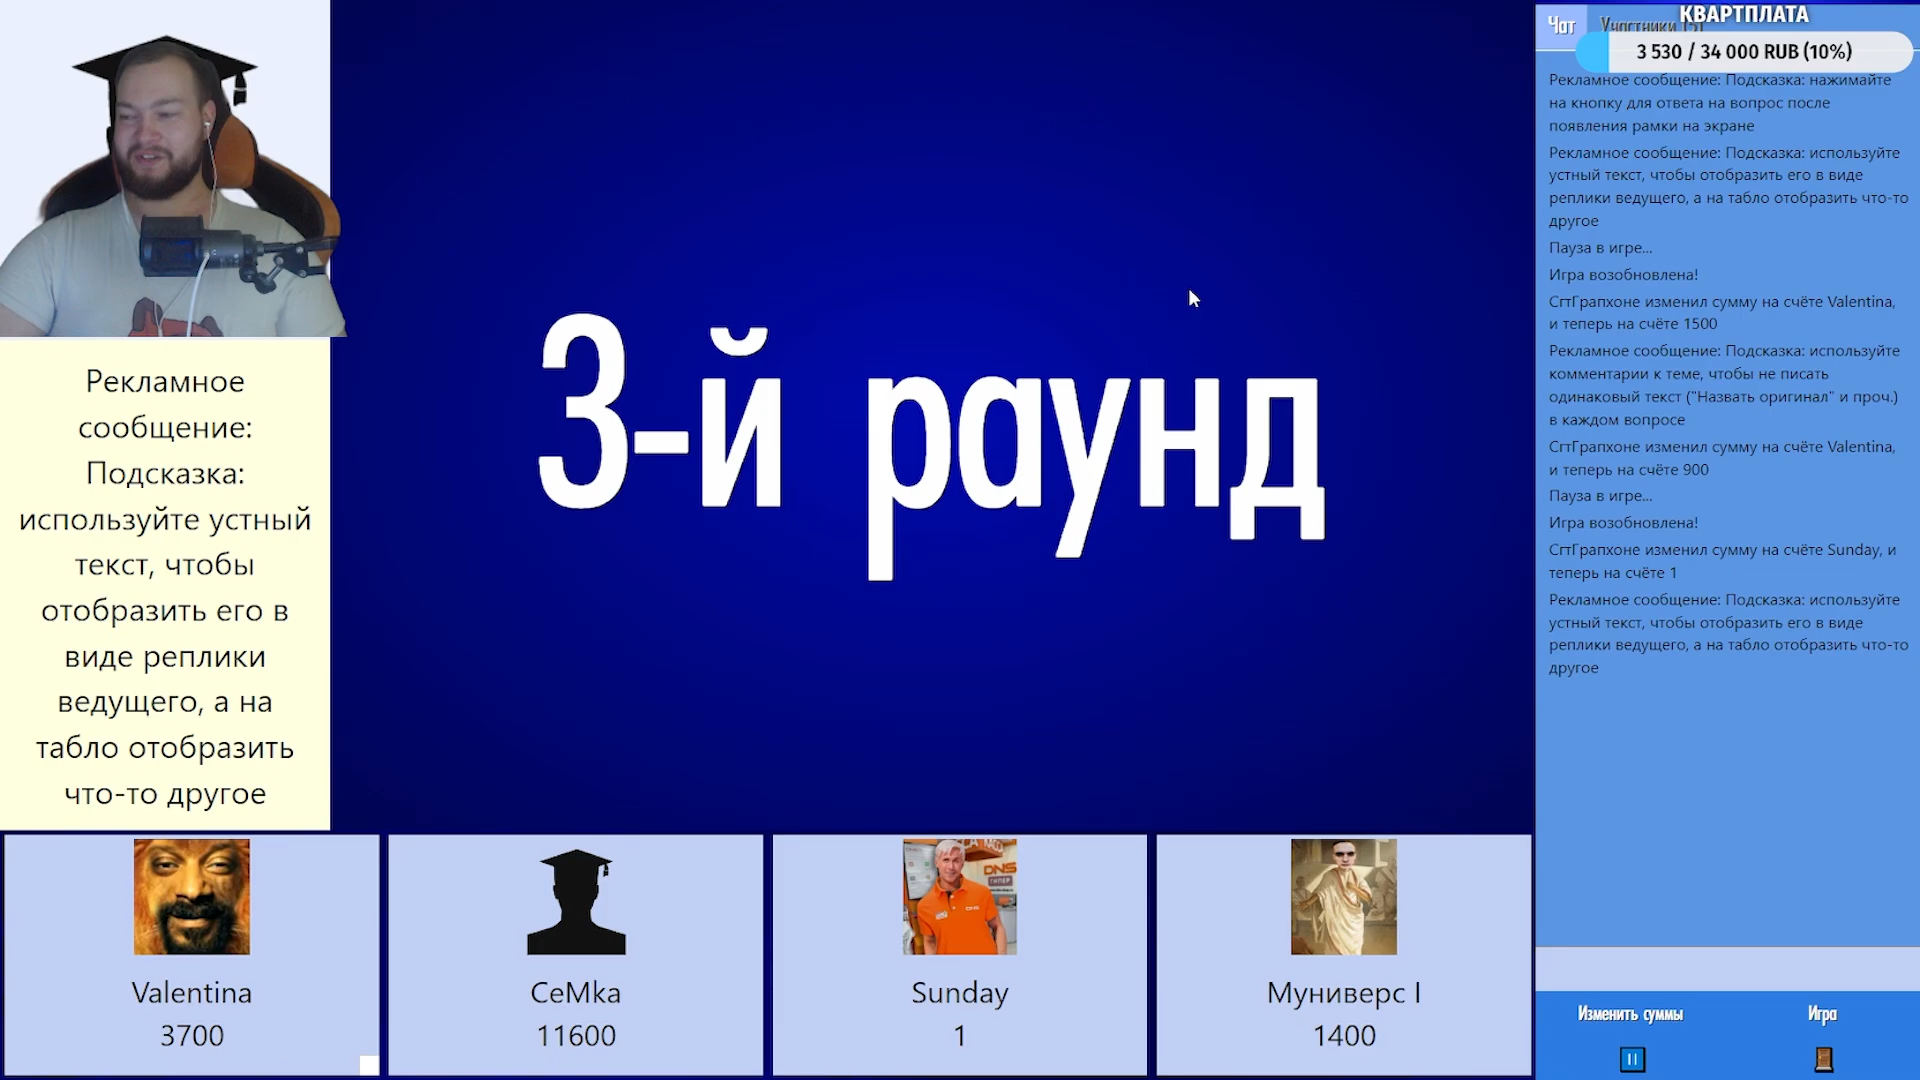 Рекламное
сообщение:
Подсказка:
используйте устный
текст, чтобы
отобразить его в
виде реплики
ведущего, а на
табло отобразить
что-то другое
3-й раунд
Чат
Участники
КВАРТПЛАТА
3 530 / 34 000 RUB (10%)
Рекламное сообщение: Подсказка: нажимайте
на кнопку для ответа на вопрос после
появления рамки на экране
Рекламное сообщение: Подсказка: используйте
устный текст, чтобы отобразить его в виде
реплики ведущего, а на табло отобразить что-то
другое
Пауза в игре...
Игра возобновлена!
СгтГрапхоне изменил сумму на счёте Valentina,
и теперь на счёте 1500
Рекламное сообщение: Подсказка: используйте
комментарии к теме, чтобы не писать
одинаковый текст ("Назвать оригинал" и проч.)
в каждом вопросе
СгтГрапхоне изменил сумму на счёте Valentina,
и теперь на счёте 900
Пауза в игре...
Игра возобновлена!
СгтГрапхоне изменил сумму на счёте Sunday, и
теперь на счёте 1
Рекламное сообщение: Подсказка: используйте
устный текст, чтобы отобразить его в виде
реплики ведущего, а на табло отобразить что-то
другое
Изменить суммы
Игра
DNS
ГИПЕР
Valentina
3700
CeMka
11600
Sunday
1
Муниверс I
1400